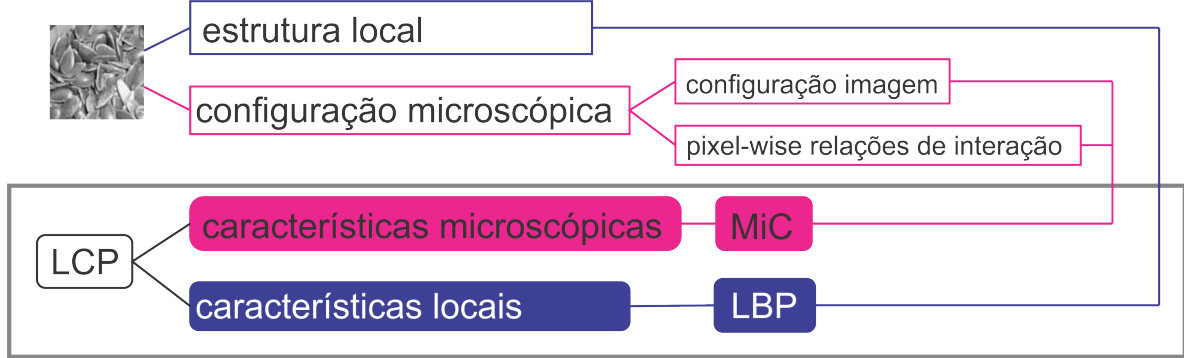 estrutura local
configuração microscópica
configuração imagem
pixel-wise relações de interação
LCP
características microscópicas
MiC
características locais
LBP